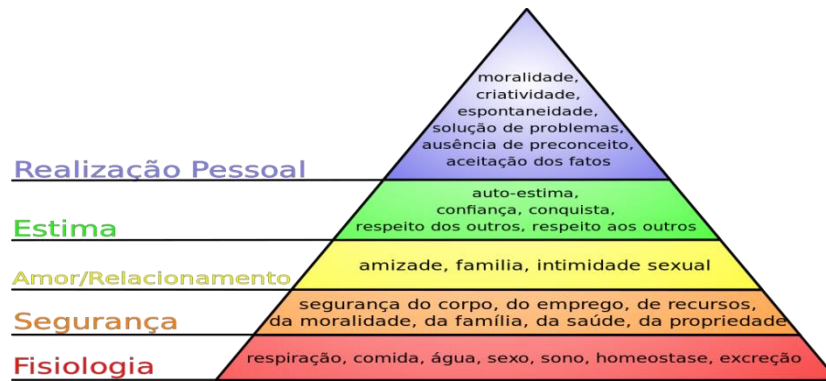 moralidade,
criatividade,
espontaneidade,
solução de problemas,
ausência de preconceito,
aceitação dos fatos
Realização Pessoal
auto-estima,
confiança, conquista,
respeito dos outros, respeito aos outros
Estima
amizade, familia, intimidade sexual
Amor/Relacionamento
segurança do corpo, do emprego, de recursos,
da moralidade, da família, da saúde, da propriedade
Segurança
respiração, comida, água, sexo, sono, homeostase, excreção
Fisiologia